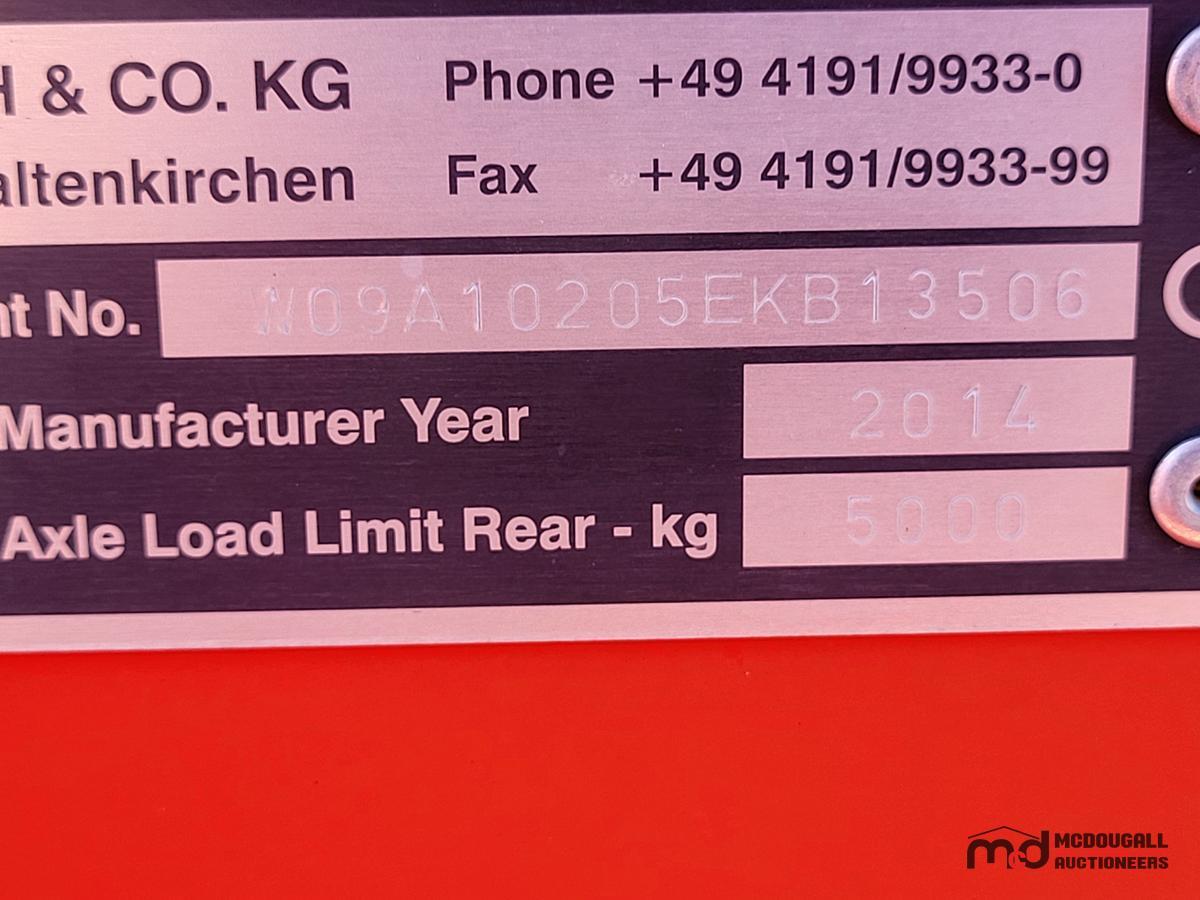 H & CO. KG Phone +49 4191/9933-0
altenkirchen Fax +49 4191/9933-99
nt No. W09A10205EKB13506
Manufacturer Year 2014
Axle Load Limit Rear - kg 5000
md MCDOUGALL
AUCTIONEERS